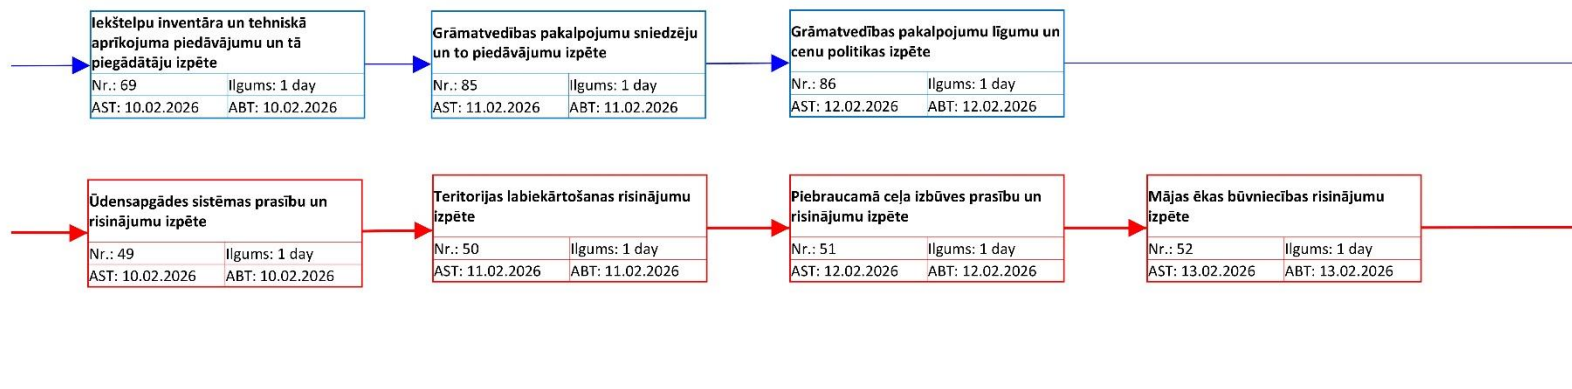 Iekštelpu inventāra un tehniskā
aprīkojuma piedāvājumu un tā
piegādātāju izpēte
Nr.: 69 Ilgums: 1 day
AST: 10.02.2026 ABT: 10.02.2026
Grāmatvedības pakalpojumu sniedzēju
un to piedāvājumu izpēte
Nr.: 85 Ilgums: 1 day
AST: 11.02.2026 ABT: 11.02.2026
Grāmatvedības pakalpojumu līgumu un
cenu politikas izpēte
Nr.: 86 Ilgums: 1 day
AST: 12.02.2026 ABT: 12.02.2026
Ūdensapgādes sistēmas prasību un
risinājumu izpēte
Nr.: 49 Ilgums: 1 day
AST: 10.02.2026 ABT: 10.02.2026
Teritorijas labiekārtošanas risinājumu
izpēte
Nr.: 50 Ilgums: 1 day
AST: 11.02.2026 ABT: 11.02.2026
Piebraucamā ceļa izbūves prasību un
risinājumu izpēte
Nr.: 51 Ilgums: 1 day
AST: 12.02.2026 ABT: 12.02.2026
Mājas ēkas būvniecības risinājumu
izpēte
Nr.: 52 Ilgums: 1 day
AST: 13.02.2026 ABT: 13.02.2026